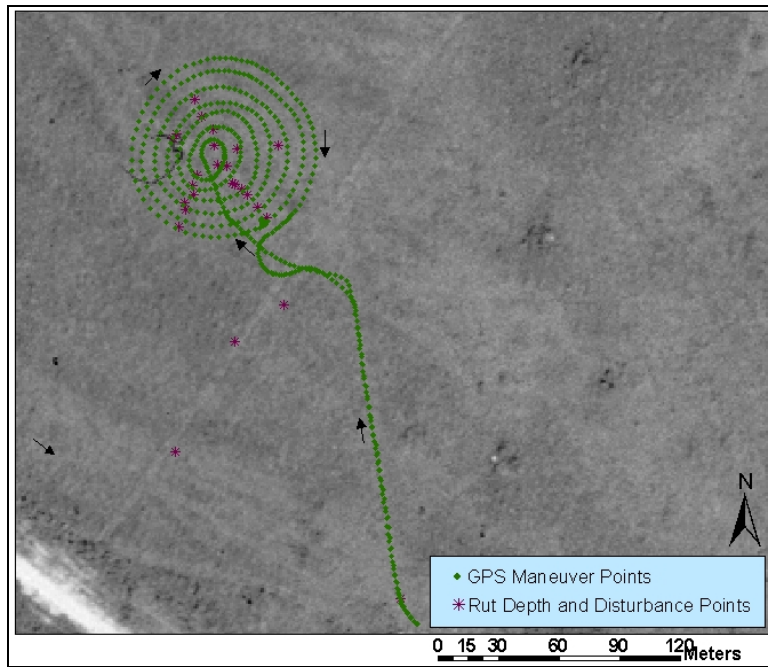 N
GPS Maneuver Points
Rut Depth and Disturbance Points
0 15 30 60 90 120 Meters